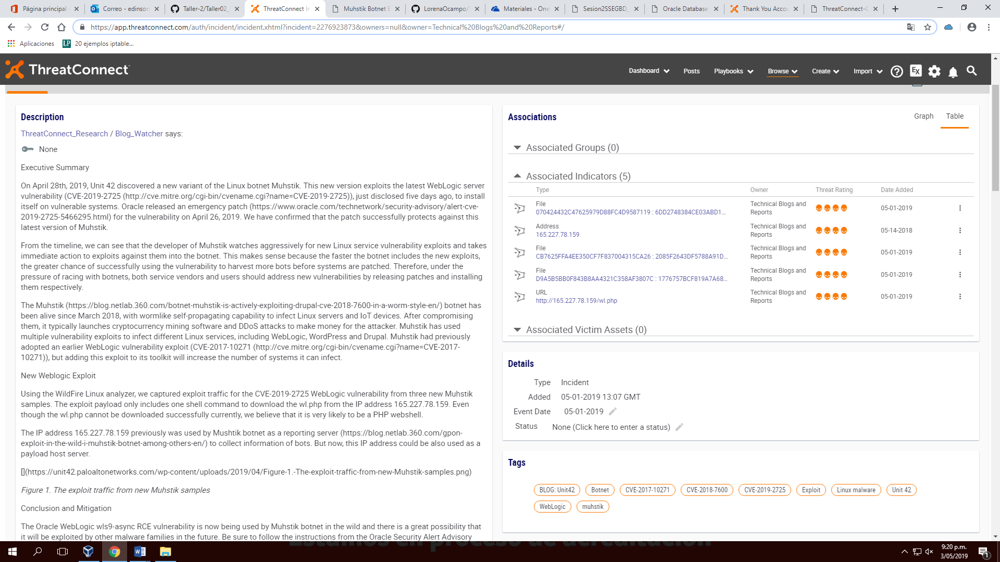 Página principal
Correo - edinson
Taller-2/Taller02_
ThreatConnect In
Muhstik Botnet E
LorenaOcampo/
Materiales - One
Sesion2SSEGBD_
Oracle Database
Thank You Accou
ThreatConnect-C
https://app.threatconnect.com/auth/incident/incident.xhtml?incident=2276923873&owners=null&owner=Technical%20Blogs%20and%20Reports#/
Aplicaciones
LP 20 ejemplos iptable...
ThreatConnect
Dashboard
Posts
Playbooks
Browse
Create
Import
Ex
Description
ThreatConnect_Research / Blog_Watcher says:
None
Executive Summary
On April 28th, 2019, Unit 42 discovered a new variant of the Linux botnet Muhstik. This new version exploits the latest WebLogic server
vulnerability (CVE-2019-2725 (http://cve.mitre.org/cgi-bin/cvename.cgi?name=CVE-2019-2725)), just disclosed five days ago, to install
itself on vulnerable systems. Oracle released an emergency patch (https://www.oracle.com/technetwork/security-advisory/alert-cve-
2019-2725-5466295.html) for the vulnerability on April 26, 2019. We have confirmed that the patch successfully protects against this
latest version of Muhstik.
From the timeline, we can see that the developer of Muhstik watches aggressively for new Linux service vulnerability exploits and takes
immediate action to exploits against them into the botnet. This makes sense because the faster the botnet includes the new exploits,
the greater chance of successfully using the vulnerability to harvest more bots before systems are patched. Therefore, under the
pressure of racing with botnets, both service vendors and users should address new vulnerabilities by releasing patches and installing
them respectively.
The Muhstik (https://blog.netlab.360.com/botnet-muhstik-is-actively-exploiting-drupal-cve-2018-7600-in-a-worm-style-en/) botnet has
been alive since March 2018, with wormlike self-propagating capability to infect Linux servers and IoT devices. After compromising
them, it typically launches cryptocurrency mining software and DDoS attacks to make money for the attacker. Muhstik has used
multiple vulnerability exploits to infect different Linux services, including WebLogic, WordPress and Drupal. Muhstik had previously
adopted an earlier WebLogic vulnerability exploit (CVE-2017-10271 (http://cve.mitre.org/cgi-bin/cvename.cgi?name=CVE-2017-
10271)), but adding this exploit to its toolkit will increase the number of systems it can infect.
New Weblogic Exploit
Using the WildFire Linux analyzer, we captured exploit traffic for the CVE-2019-2725 WebLogic vulnerability from three new Muhstik
samples. The exploit payload only includes one shell command to download the wl.php from the IP address 165.227.78.159. Even
though the wl.php cannot be downloaded successfully currently, we believe that it is very likely to be a PHP webshell.
The IP address 165.227.78.159 previously was used by Mushtik botnet as a reporting server (https://blog.netlab.360.com/gpon-
exploit-in-the-wild-i-muhstik-botnet-among-others-en/) to collect information of bots. But now, this IP address could be also used as a
payload host server.
[](https://unit42.paloaltonetworks.com/wp-content/uploads/2019/04/Figure-1.-The-exploit-traffic-from-new-Muhstik-samples.png)
Figure 1. The exploit traffic from new Muhstik samples
Conclusion and Mitigation
The Oracle WebLogic wls9-async RCE vulnerability is now being used by Muhstik botnet in the wild and there is a great possibility that
it will be exploited by other malware families in the future. Be sure to follow the instructions from the Oracle Security Alert Advisory
Associations
Graph
Table
Associated Groups (0)
Associated Indicators (5)
Type Owner Threat Rating Date Added
File
070424432C47625979D88FC4D9587119 : 6DD2748384CE03ABD1...
Technical Blogs and
Reports
05-01-2019
Address
165.227.78.159
Technical Blogs and
Reports
05-14-2018
File
CB7625FFA4EE350CF7F837004315CA26 : 2085F2643DF5788A91D...
Technical Blogs and
Reports
05-01-2019
File
D9A5B5BB0F843B8AA4321C358AF3807C : 1776757BCF819A7A68...
Technical Blogs and
Reports
05-01-2019
URL
http://165.227.78.159/wl.php
Technical Blogs and
Reports
05-01-2019
Associated Victim Assets (0)
Details
Type Incident
Added 05-01-2019 13:07 GMT
Event Date 05-01-2019
Status None (Click here to enter a status)
Tags
BLOG: Unit42
Botnet
CVE-2017-10271
CVE-2018-7600
CVE-2019-2725
Exploit
Linux malware
Unit 42
WebLogic
muhstik
Estamos en proceso de acreditación
9:20 p.m.
3/05/2019
1